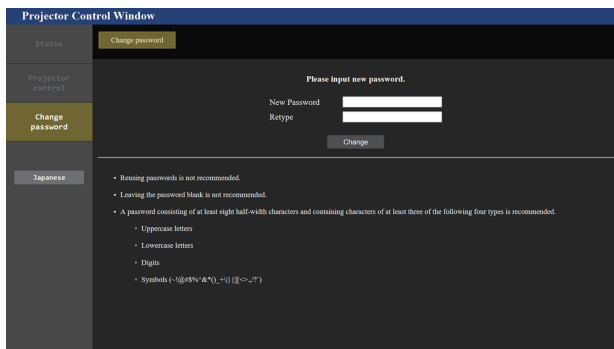 Projector Control Window
Status
Change password
Projector
control
Please input new password.
New Password
Change
password
Retype
Change
Japanese
• Reusing passwords is not recommended.
• Leaving the password blank is not recommended.
• A password consisting of at least eight half-width characters and containing characters of at least three of the following four types is recommended.
◦ Uppercase letters
◦ Lowercase letters
◦ Digits
◦ Symbols (~!@#$%^&*()_+\|} {][<>.,/?`)